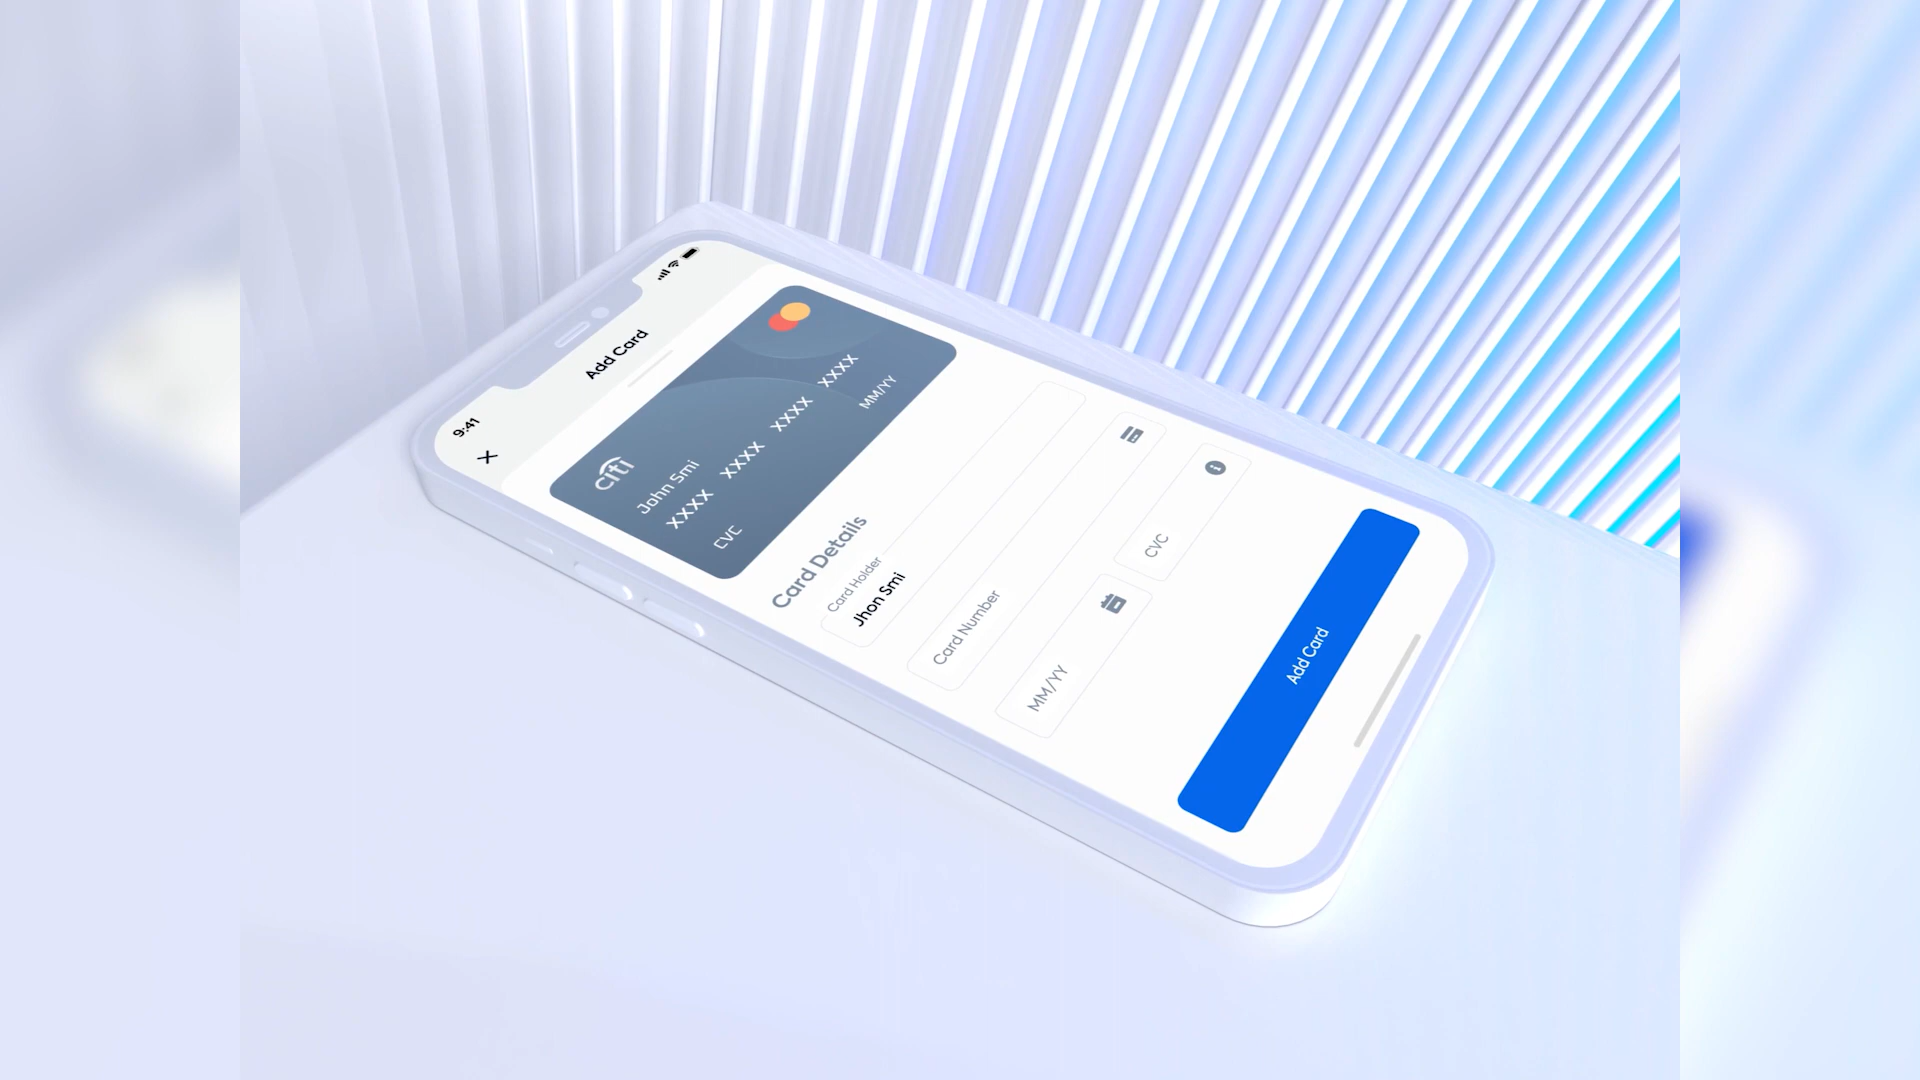 9:41
Add Card
citi
John Smi
XXXX XXXX XXXX XXXX
CVC MM/YY
Card Details
Card Holder
Jhon Smi
Card Number
MM/YY CVC
Add Card